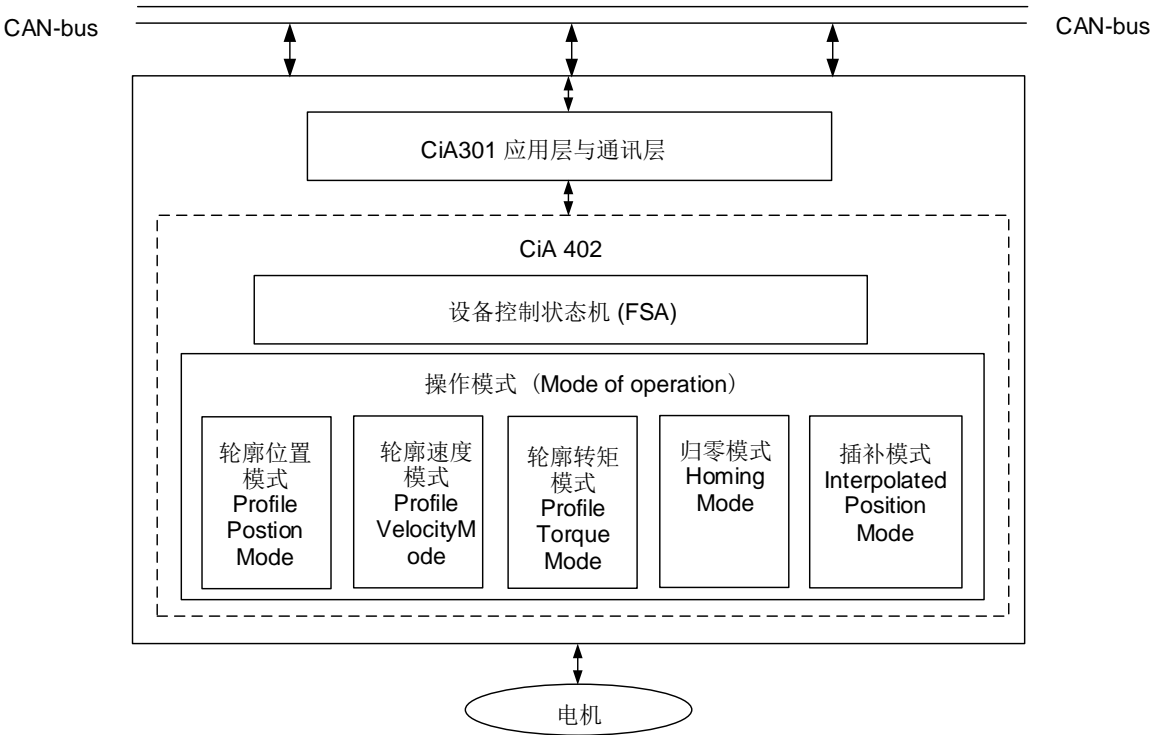 CAN-bus
CAN-bus
CiA301 应用层与通讯层
CiA 402
设备控制状态机 (FSA)
操作模式（Mode of operation）
轮廓位置
模式
Profile
Postion
Mode
轮廓速度
模式
Profile
VelocityM
ode
轮廓转矩
模式
Profile
Torque
Mode
归零模式
Homing
Mode
插补模式
Interpolated
Position
Mode
电机